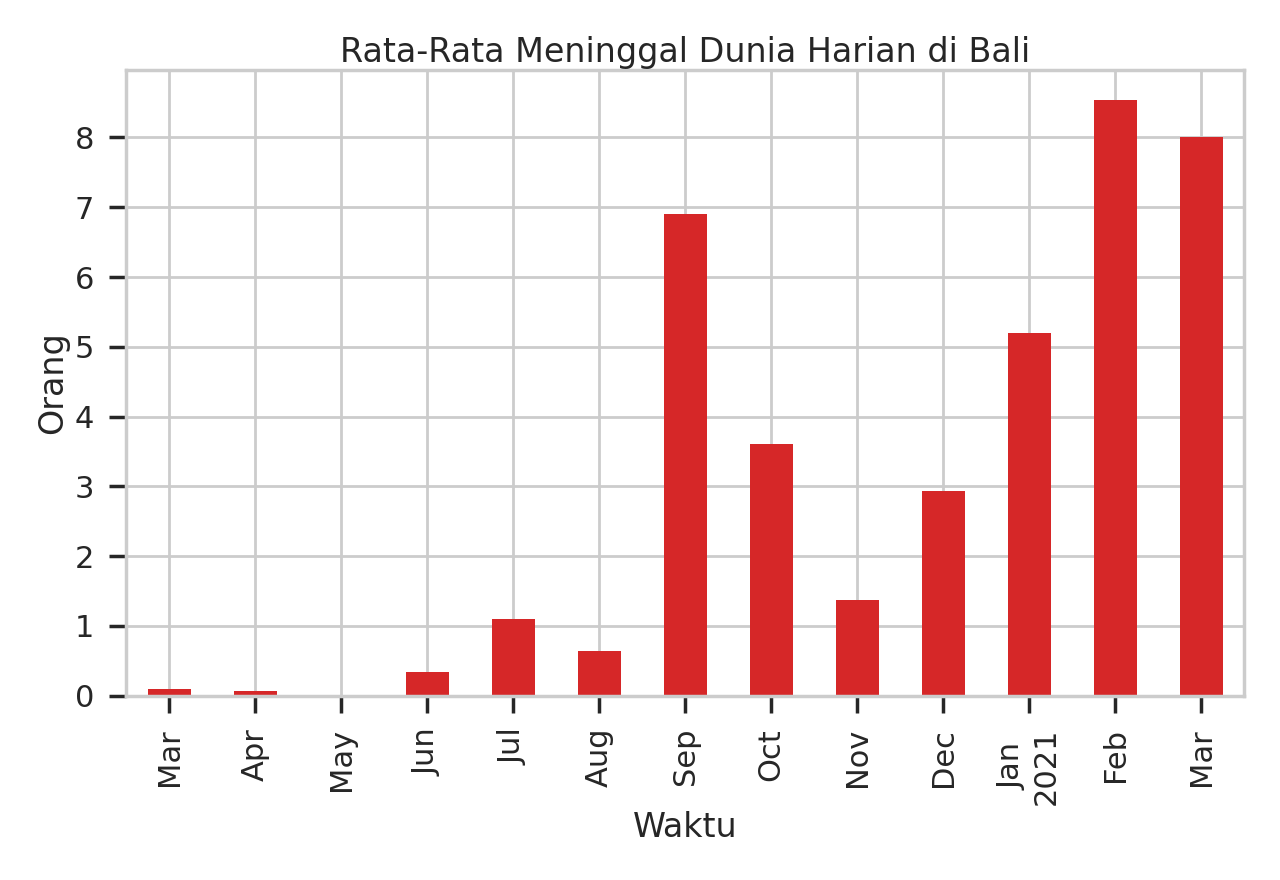 Rata-Rata Meninggal Dunia Harian di Bali
8
7
6
5
4
3
2
1
0
Orang
Mar
Apr
May
Jun
Jul
Aug
Sep
Oct
Nov
Dec
Jan
2021
Feb
Mar
Waktu